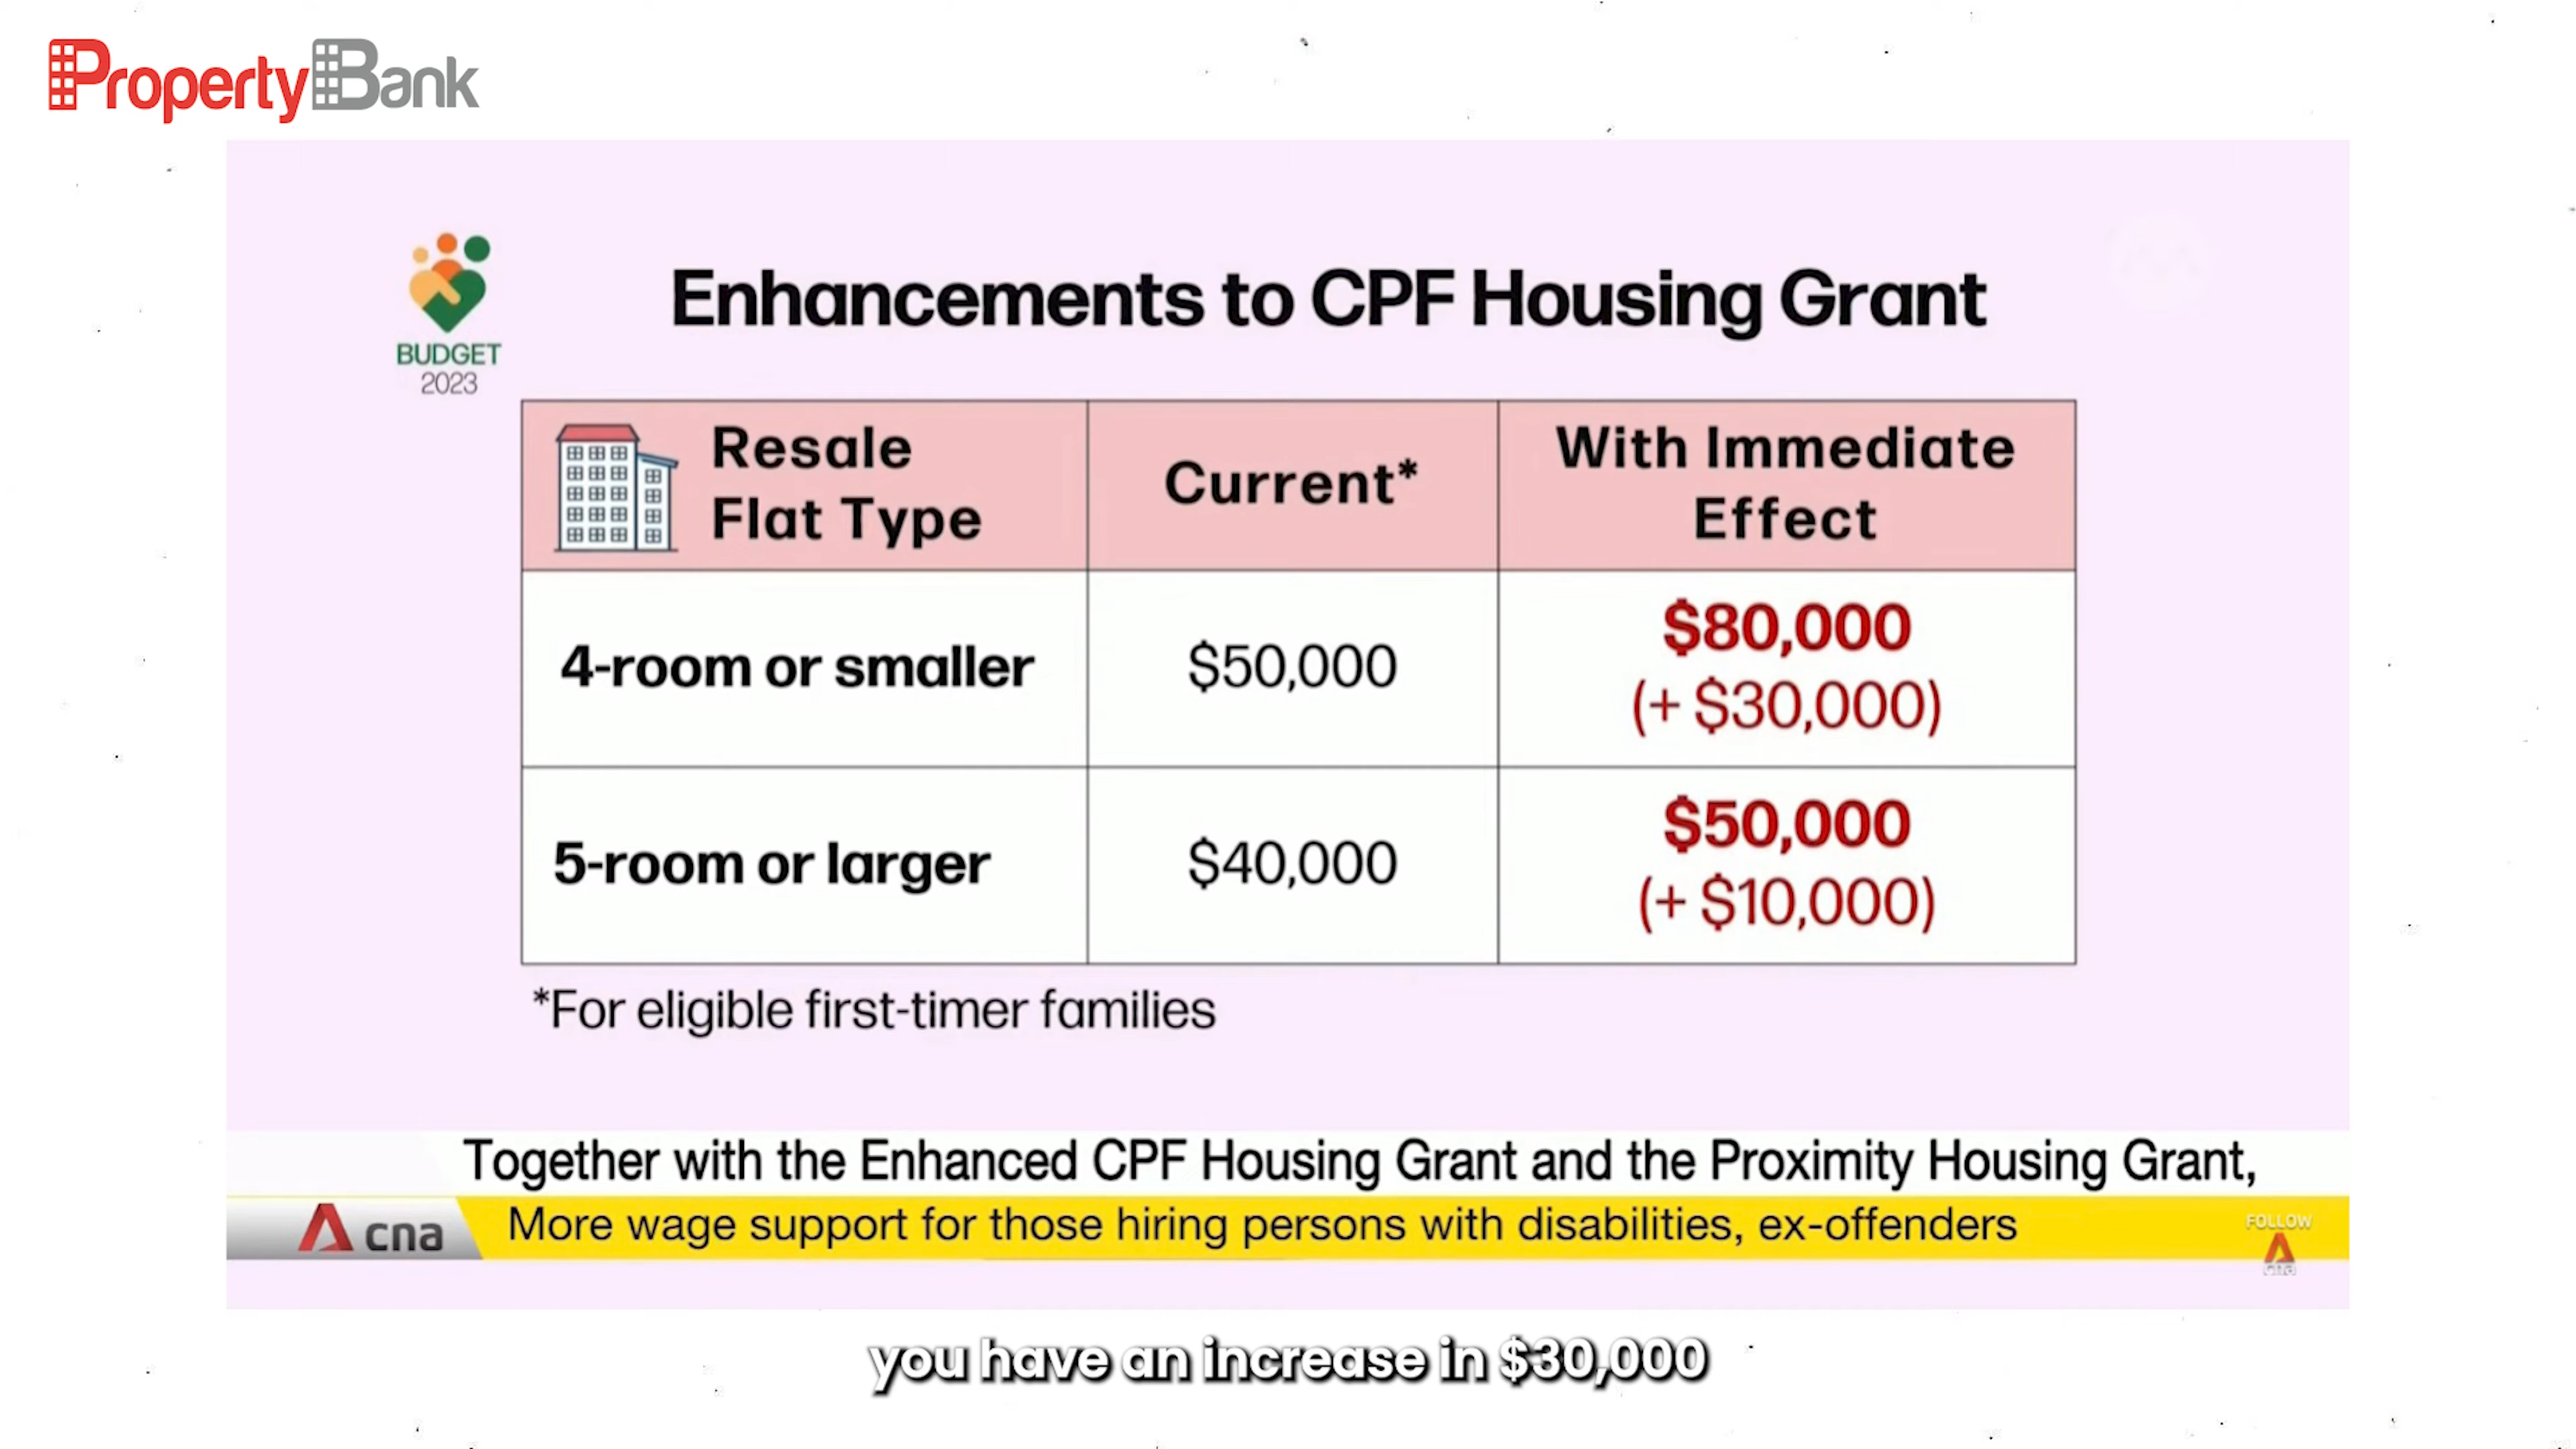 PropertyBank
BUDGET
2023
Enhancements to CPF Housing Grant
Resale
Flat Type
Current*
With Immediate
Effect
4-room or smaller
$50,000
$80,000
(+ $30,000)
5-room or larger
$40,000
$50,000
(+ $10,000)
*For eligible first-timer families
Together with the Enhanced CPF Housing Grant and the Proximity Housing Grant,
cna
More wage support for those hiring persons with disabilities, ex-offenders
FOLLOW
cna
you have an increase in $30,000